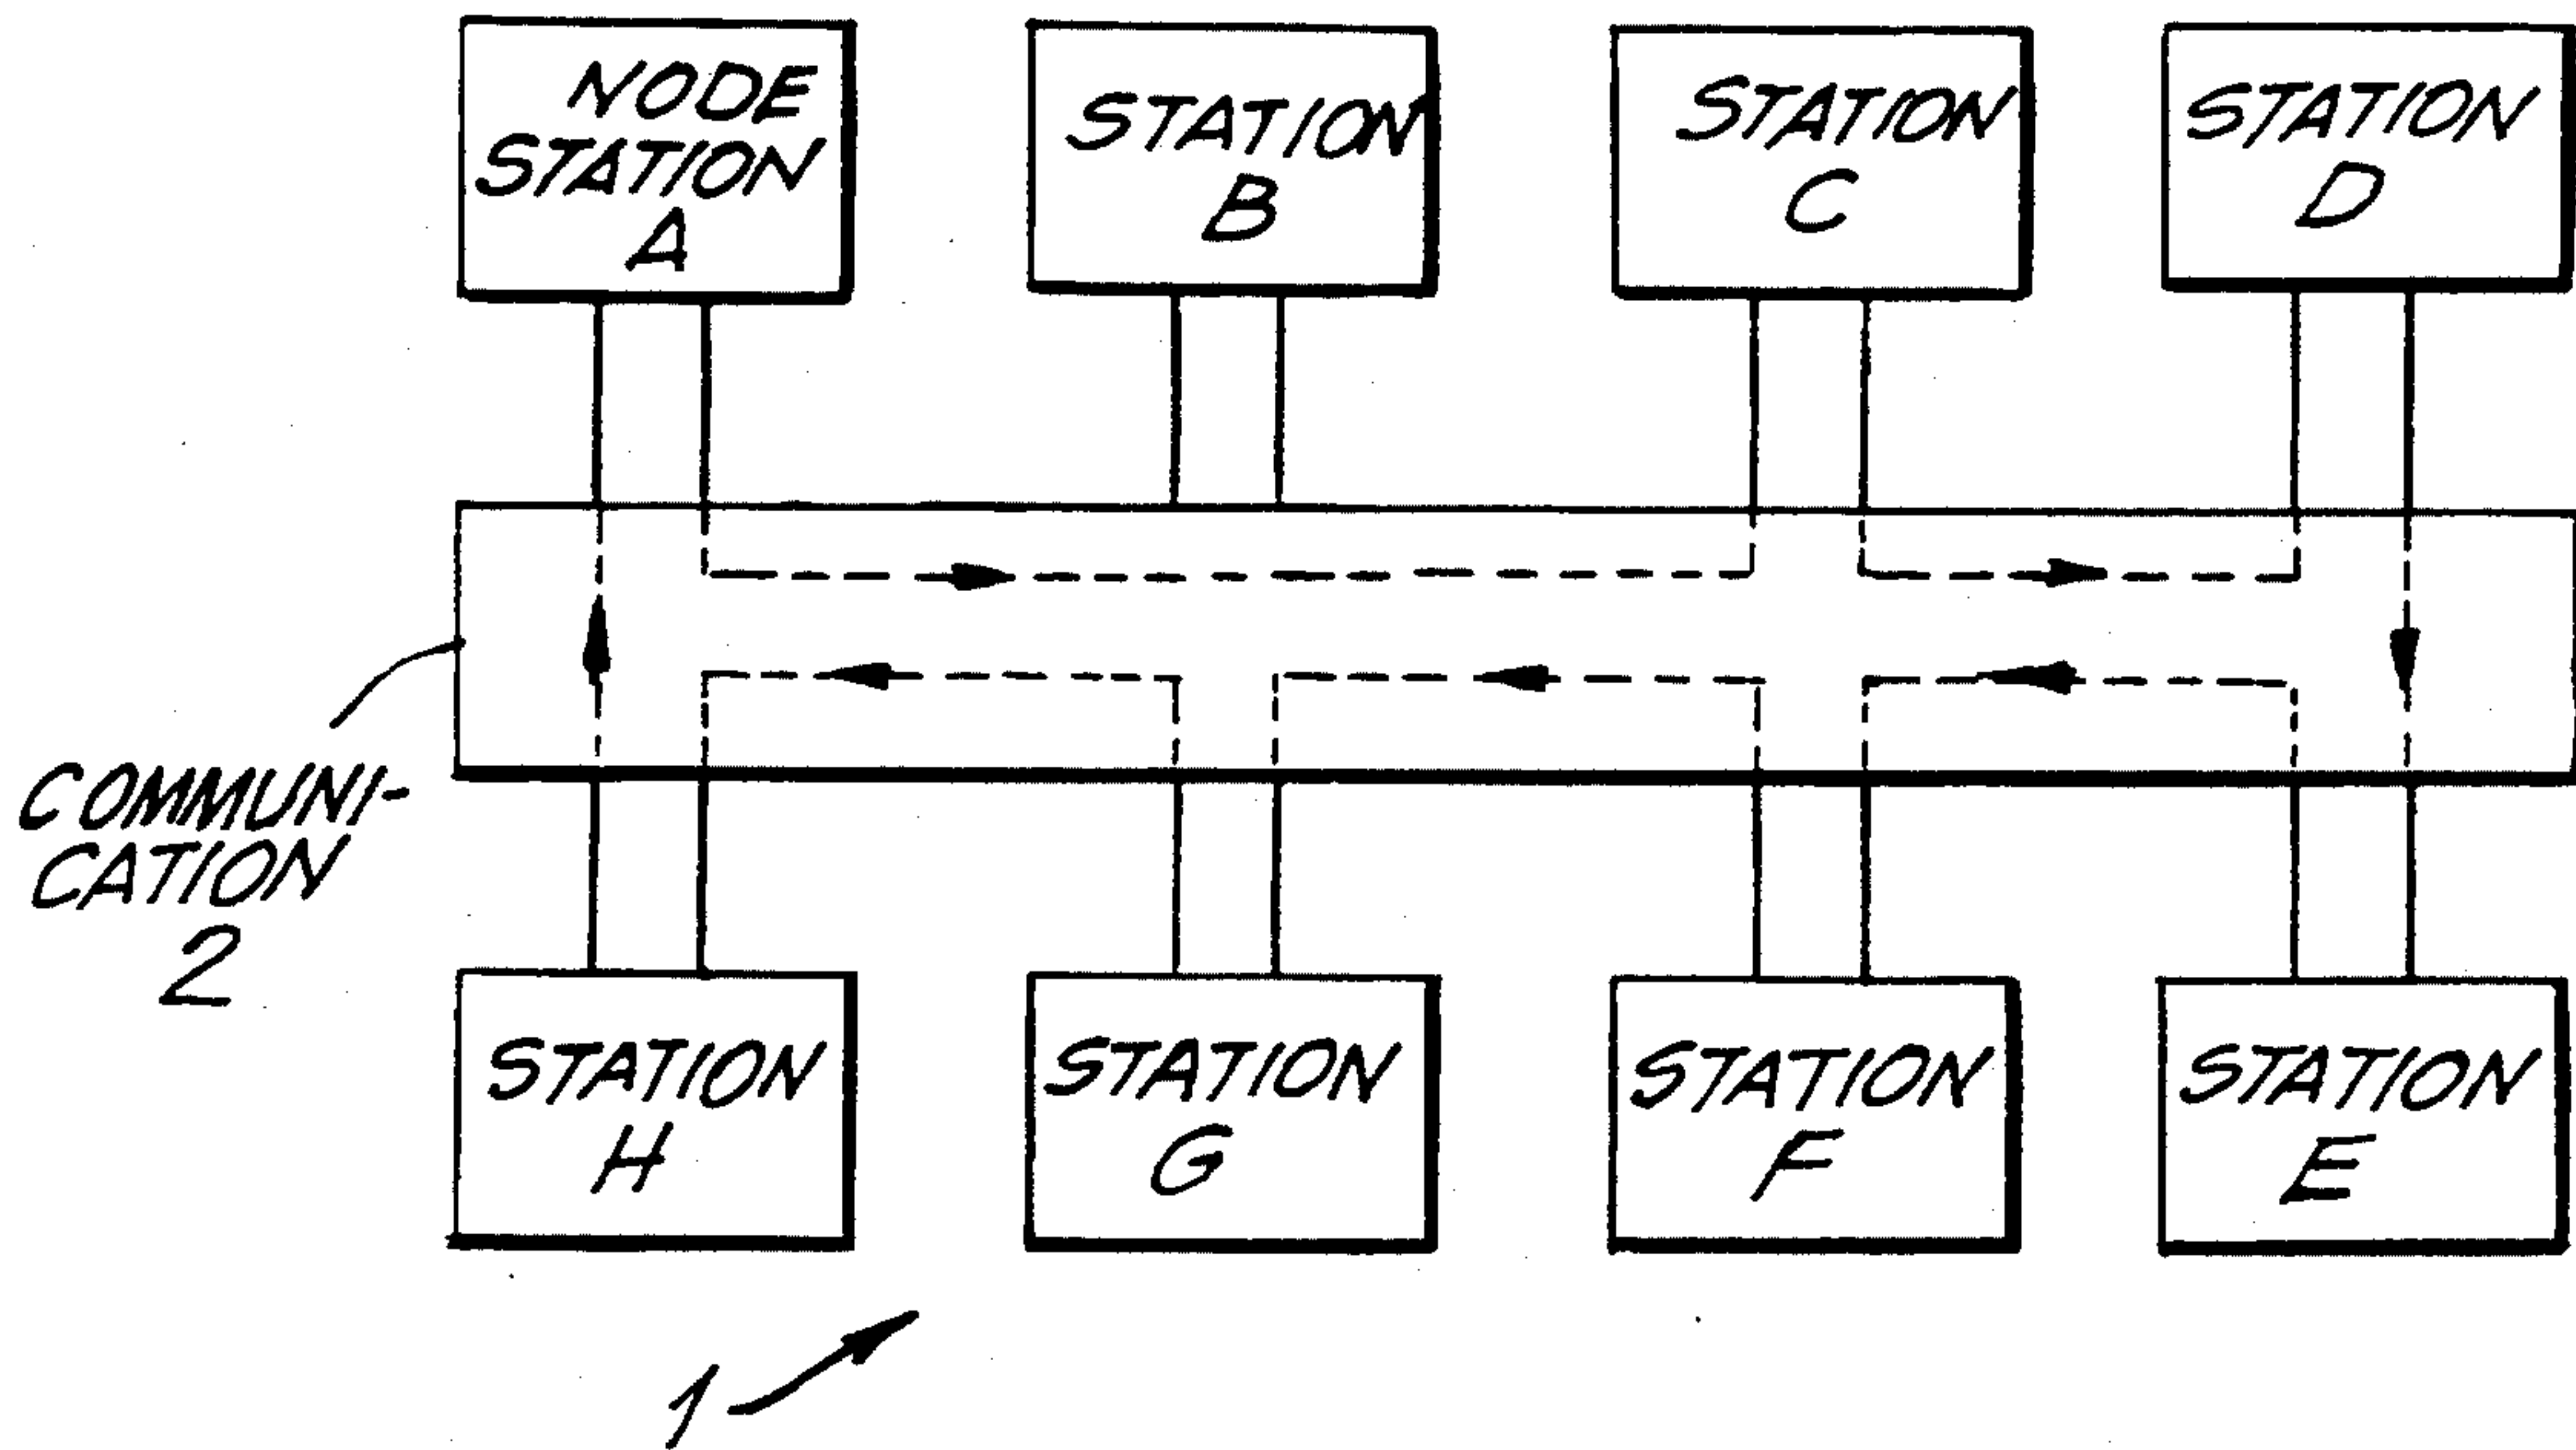 NODE
STATION
A
STATION
B
STATION
C
STATION
D
COMMUNI-
CATION
2
STATION
H
STATION
G
STATION
F
STATION
E
1